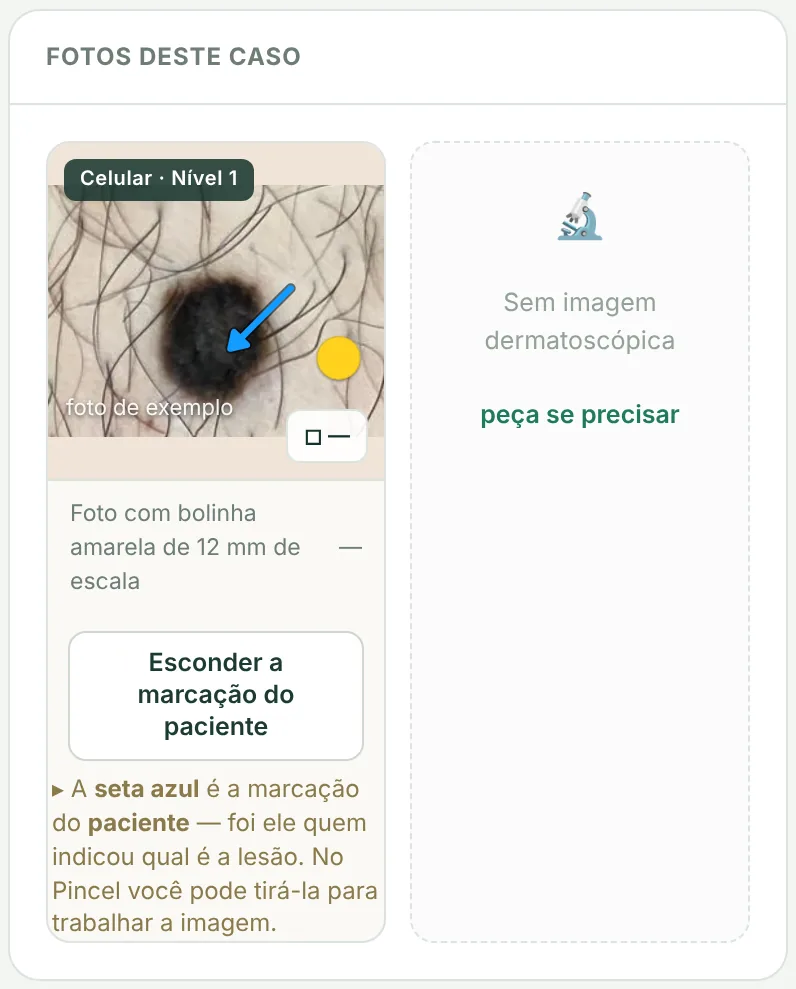 FOTOS DESTE CASO
Celular · Nível 1
foto de exemplo
Foto com bolinha
amarela de 12 mm de —
escala
Esconder a
marcação do
paciente
▸ A seta azul é a marcação
do paciente — foi ele quem
indicou qual é a lesão. No
Pincel você pode tirá-la para
trabalhar a imagem.
Sem imagem
dermatoscópica
peça se precisar